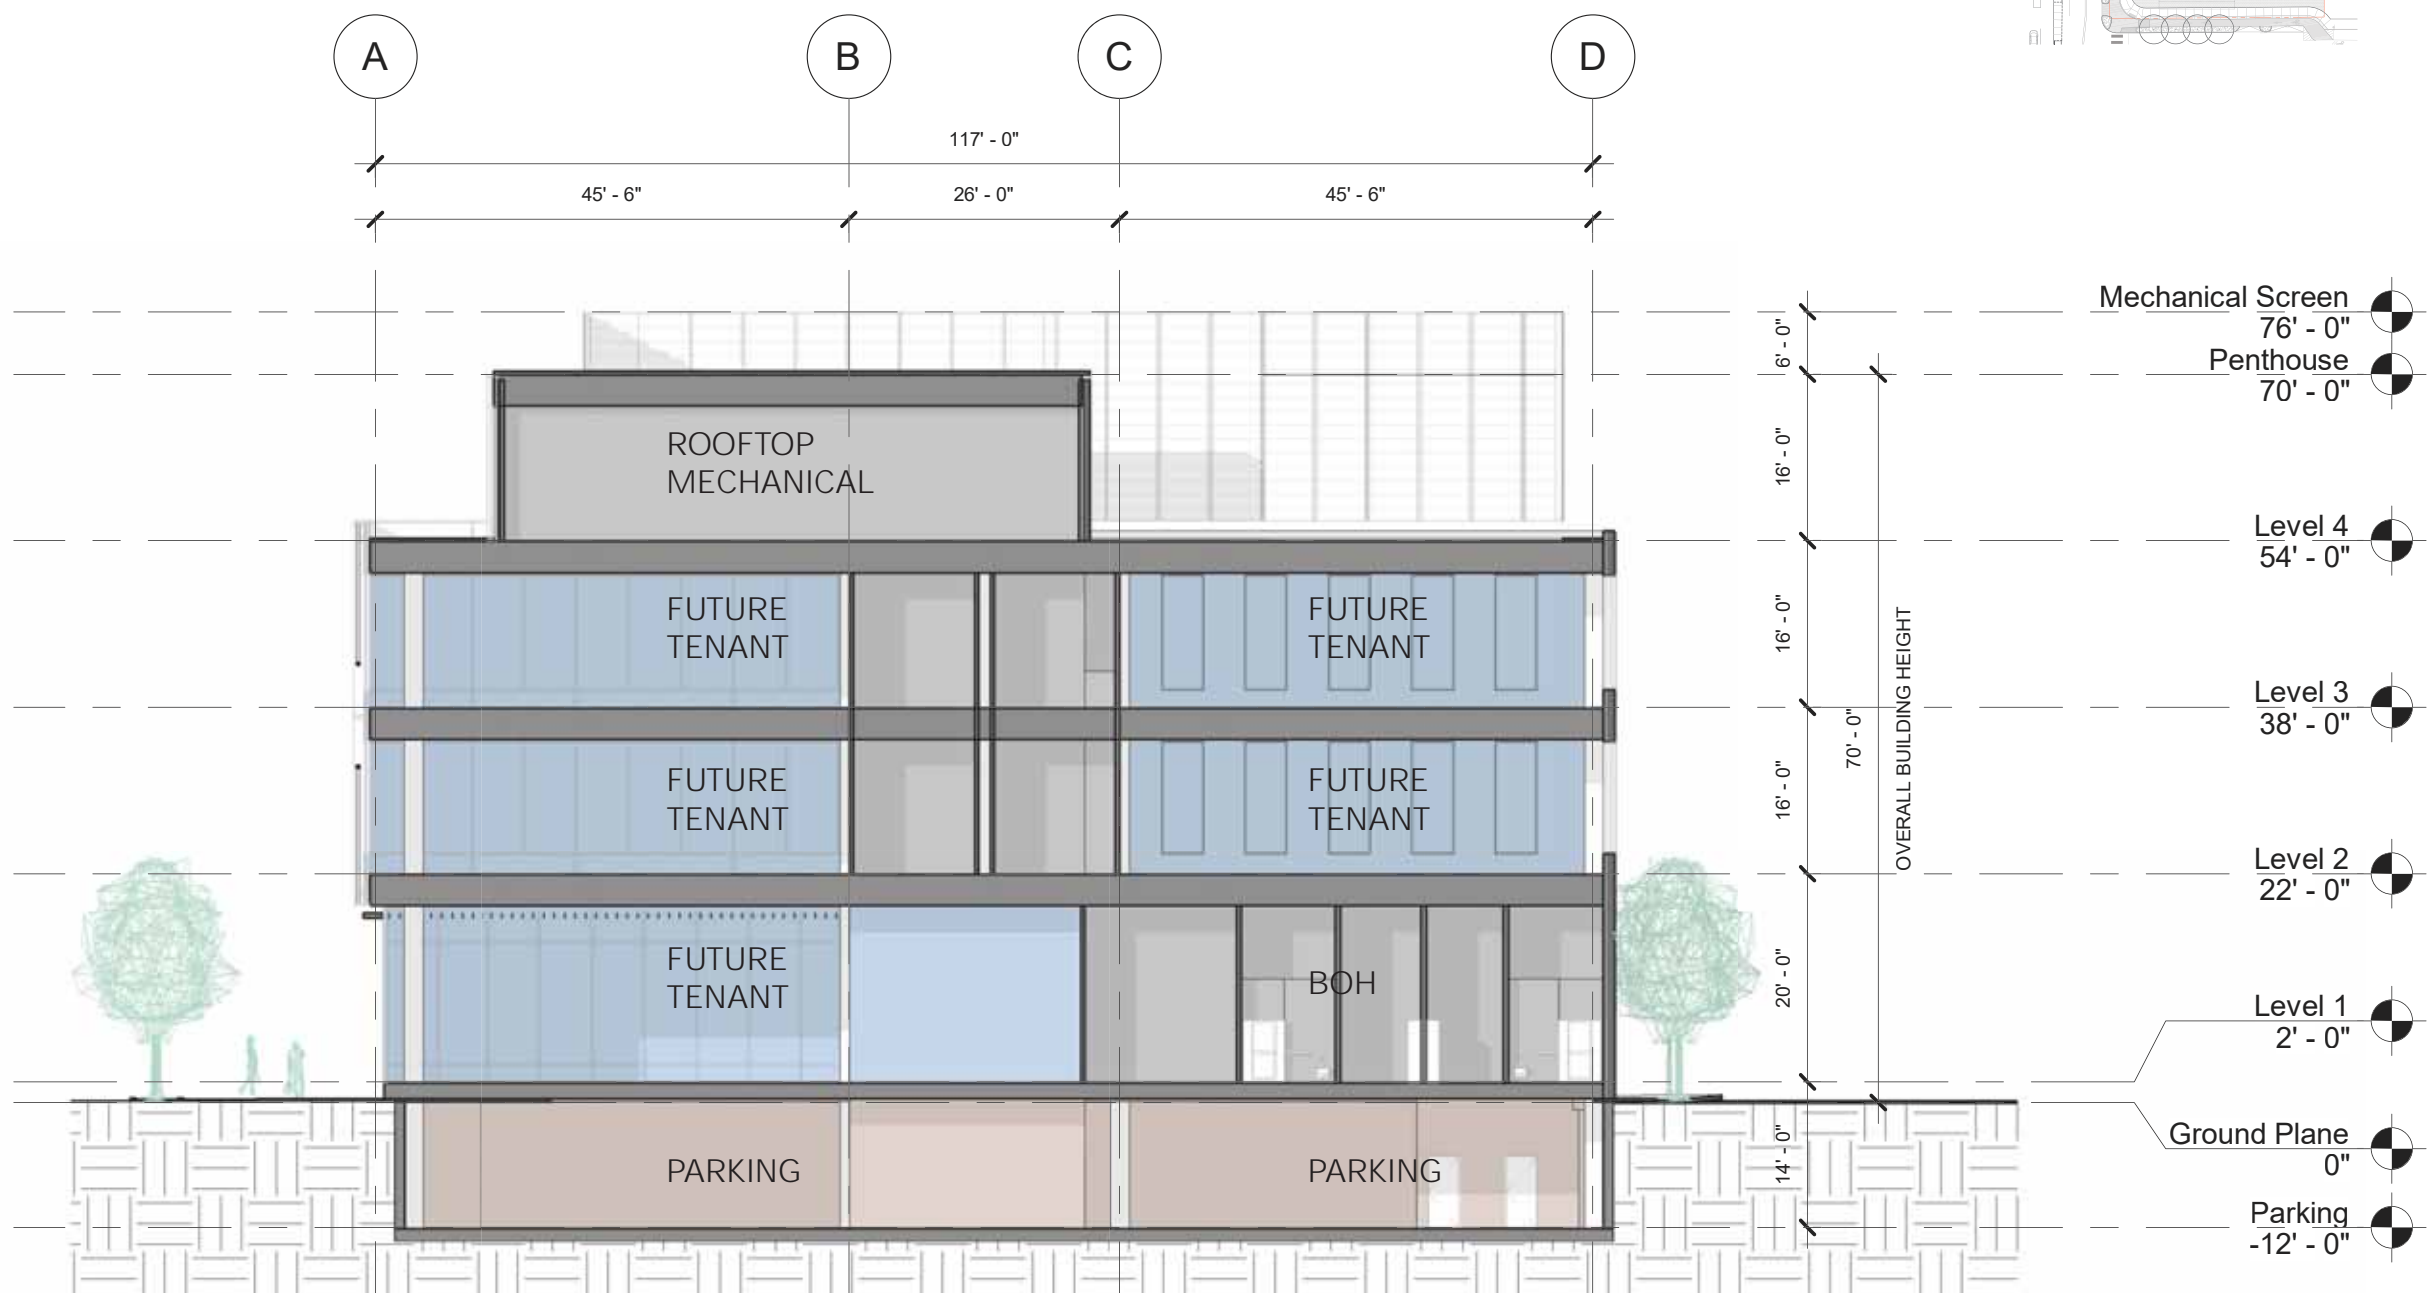 A
B
C
D
117' - 0"
45' - 6"
26' - 0"
45' - 6"
Mechanical Screen
76' - 0"
6' - 0"
Penthouse
70' - 0"
ROOFTOP
MECHANICAL
16' - 0"
Level 4
54' - 0"
FUTURE
TENANT
FUTURE
TENANT
16' - 0"
Level 3
38' - 0"
70' - 0"
OVERALL BUILDING HEIGHT
FUTURE
TENANT
FUTURE
TENANT
16' - 0"
Level 2
22' - 0"
FUTURE
TENANT
BOH
20' - 0"
Level 1
2' - 0"
Ground Plane
0"
PARKING
PARKING
14' - 0"
Parking
-12' - 0"